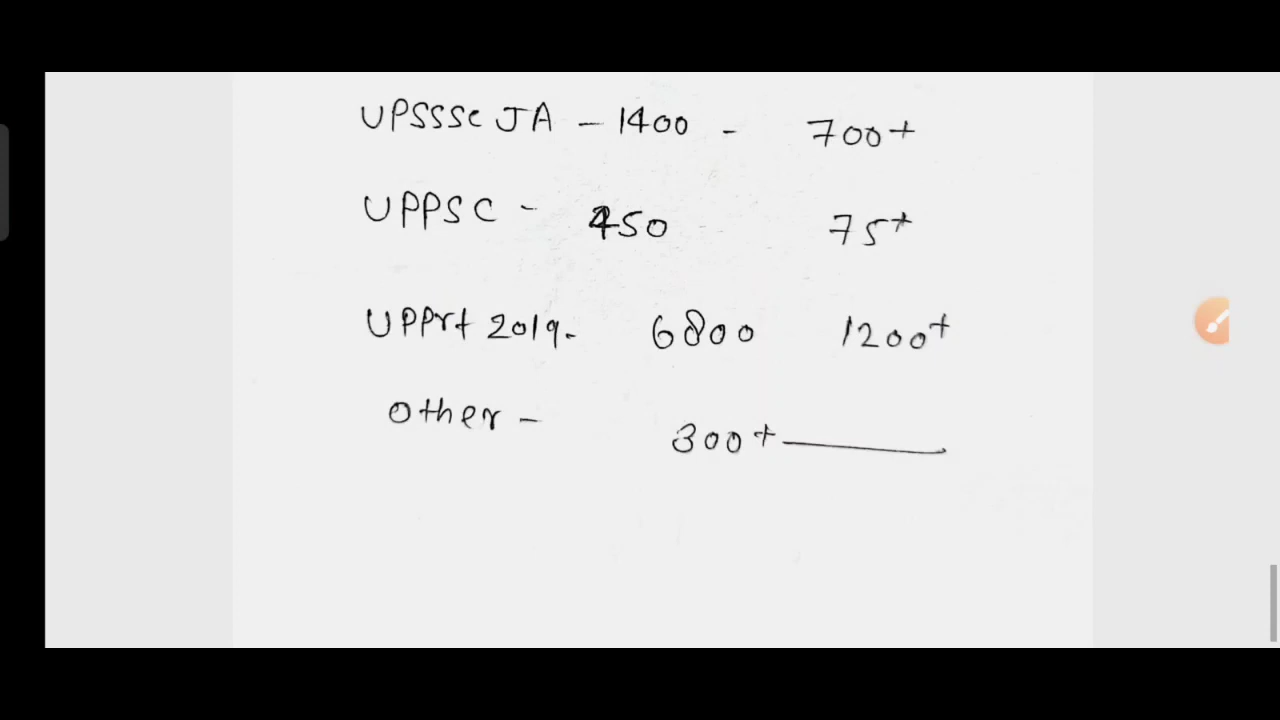 UPSSSC JA - 1400 - 700+
UPPSC - 450 75+
UPPrt 2019- 6800 1200+
Other - 300+